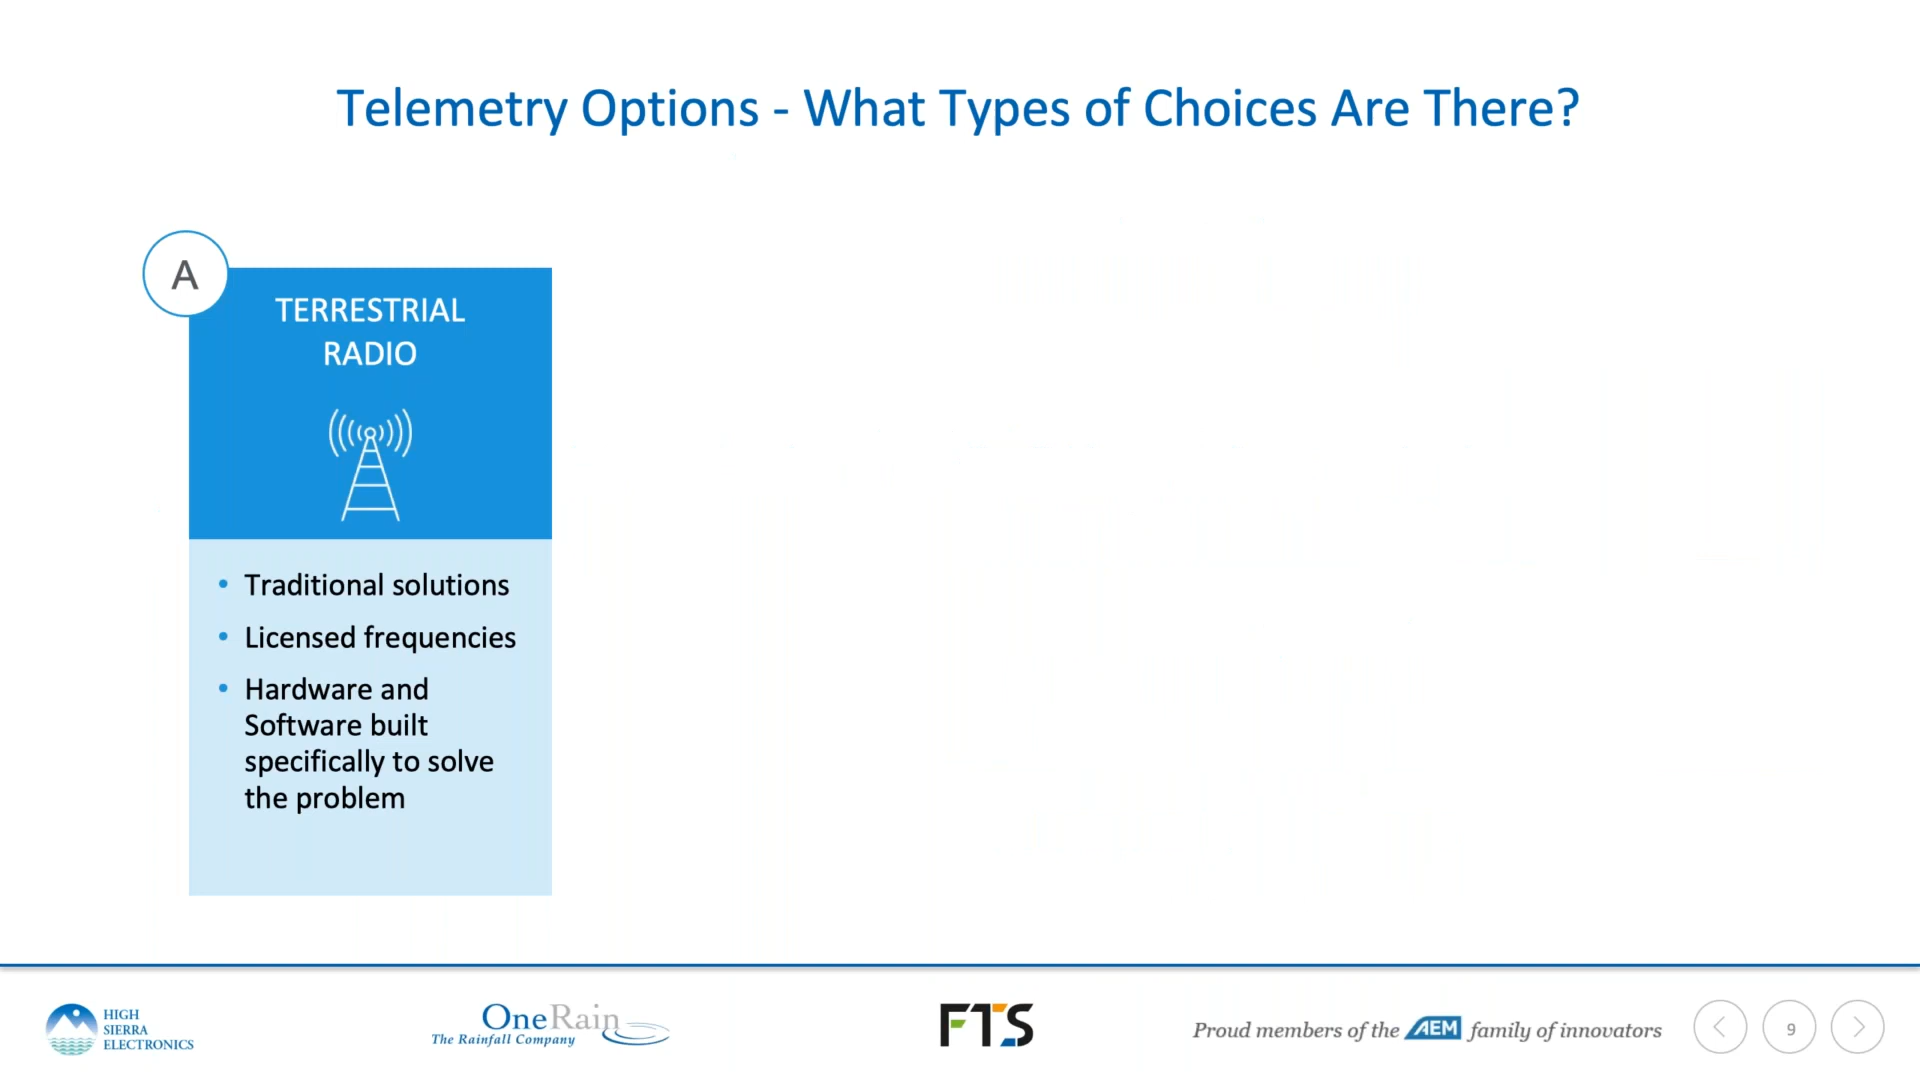 Telemetry Options - What Types of Choices Are There?
A
TERRESTRIAL
RADIO
• Traditional solutions
• Licensed frequencies
• Hardware and
Software built
specifically to solve
the problem
HIGH
SIERRA
ELECTRONICS
OneRain
The Rainfall Company
FTS
Proud members of the AEM family of innovators
9